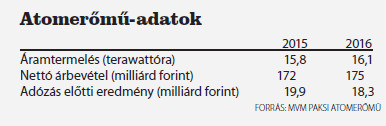 Atomerőmű-adatok
2015 2016
Áramtermelés (terawattóra) 15,8 16,1
Nettó árbevétel (milliárd forint) 172 175
Adózás előtti eredmény (milliárd forint) 19,9 18,3
FORRÁS: MVM PAKSI ATOMERŐMŰ